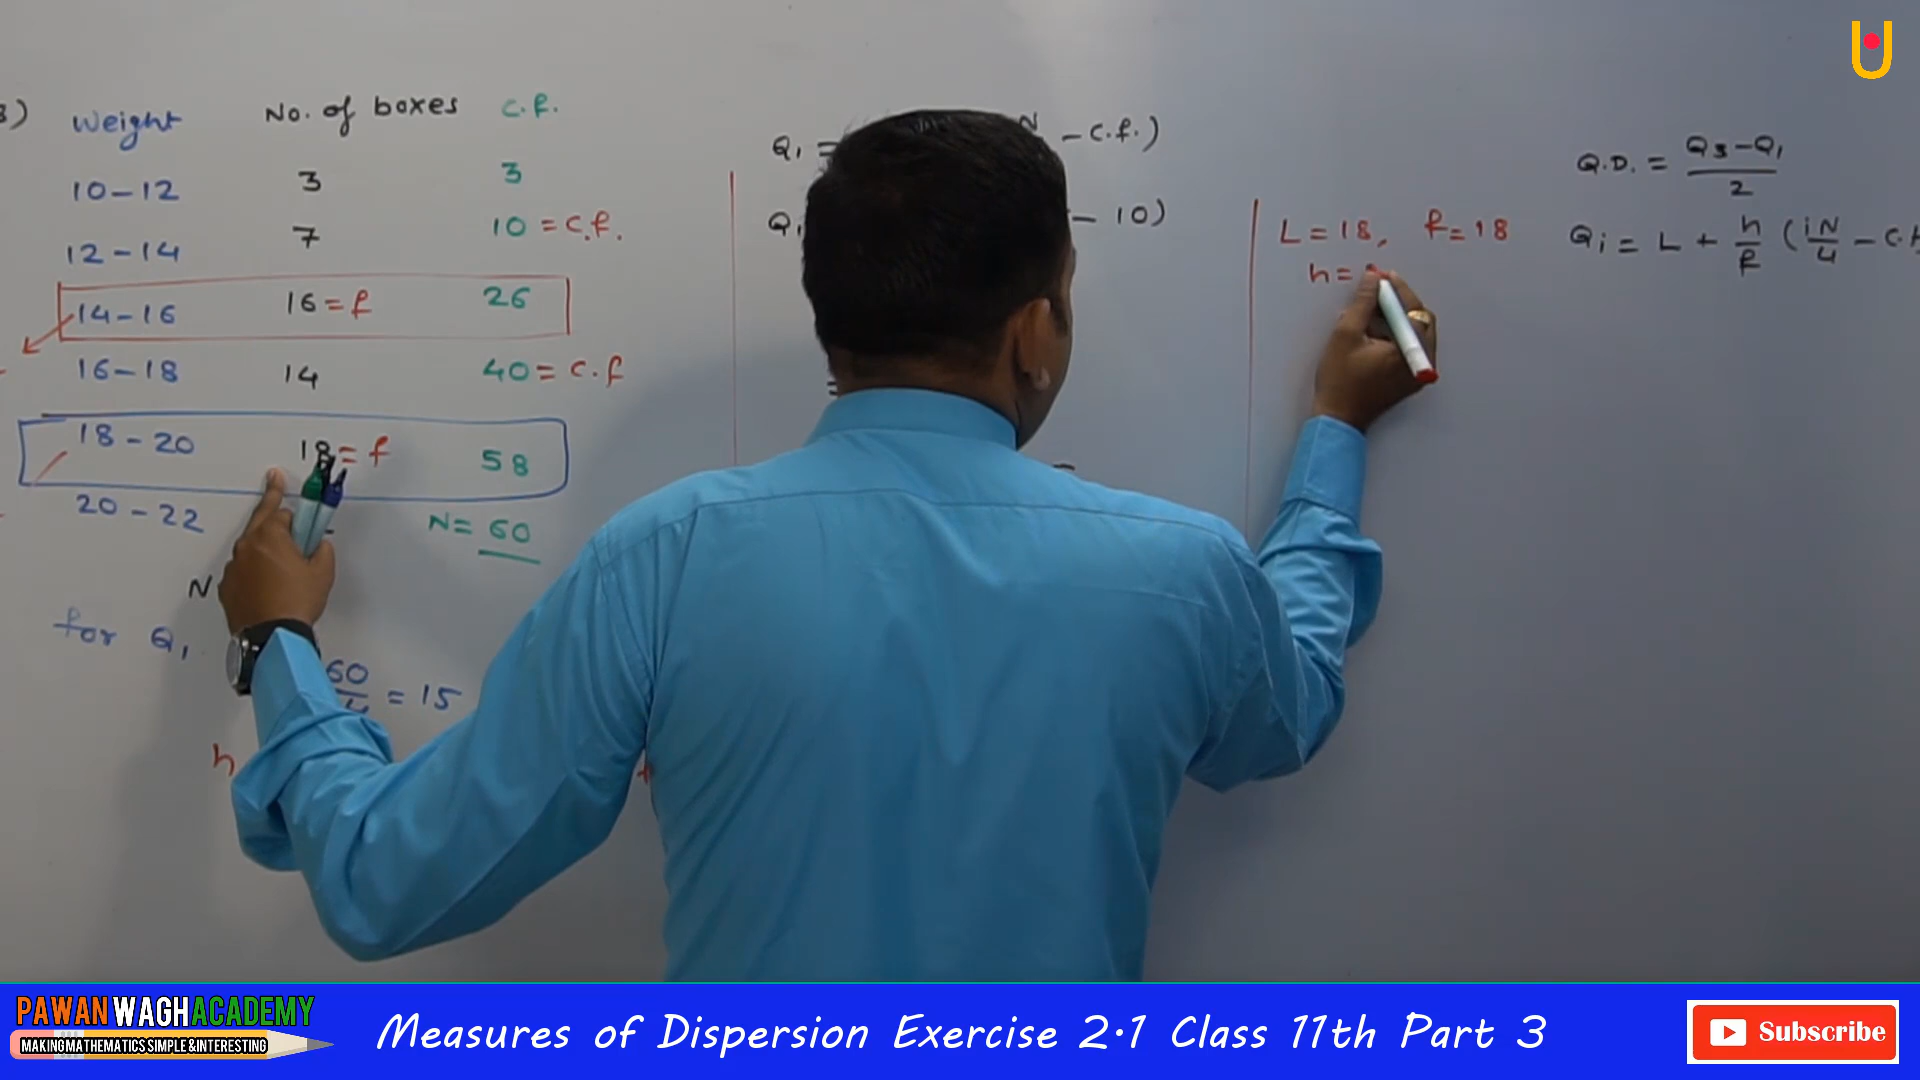 3)
Weight No. of boxes C.f.
10-12 3 3
12-14 7 10 = C.f.
14-16 16 = f 26
16-18 14 40 = C.f
18-20 18 = f 58
20-22 N = 60
N
for Q₁
60/4 = 15
h
Q₁ = N - C.f.)
Q₁ - 10)
=
L = 18, f = 18
h =
Q.D. = Q₃-Q₁/2
Qi = L + h/f (iN/4 - C.f
U
PAWAN WAGH ACADEMY
MAKING MATHEMATICS SIMPLE & INTERESTING
Measures of Dispersion Exercise 2.1 Class 11th Part 3
Subscribe